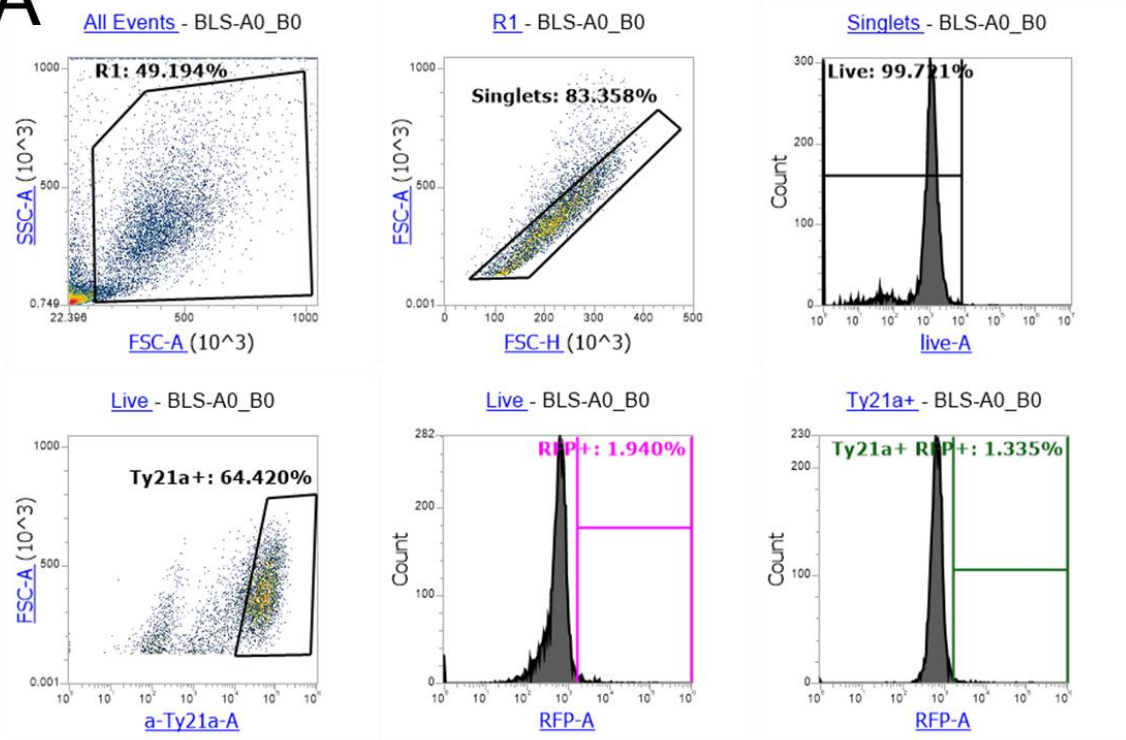 A
All Events - BLS-A0_B0
R1 - BLS-A0_B0
Singlets - BLS-A0_B0
R1: 49.194%
1000
500
0.749
SSC-A (10^3)
22.396
500
1000
FSC-A (10^3)
Singlets: 83.358%
1000
500
0.001
FSC-A (10^3)
0
100
200
300
400
500
FSC-H (10^3)
Live: 99.721%
300
200
100
0
Count
live-A
Live - BLS-A0_B0
Live - BLS-A0_B0
Ty21a+ - BLS-A0_B0
Ty21a+: 64.420%
1000
500
0.001
FSC-A (10^3)
a-Ty21a-A
RFP+: 1.940%
282
200
100
0
Count
RFP-A
Ty21a+ RFP+: 1.335%
230
200
100
0
Count
RFP-A